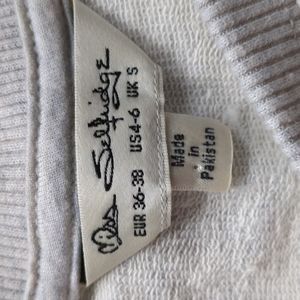 Miss Selfridge
EUR 36-38 US4-6 UK S
Made
in
Pakistan